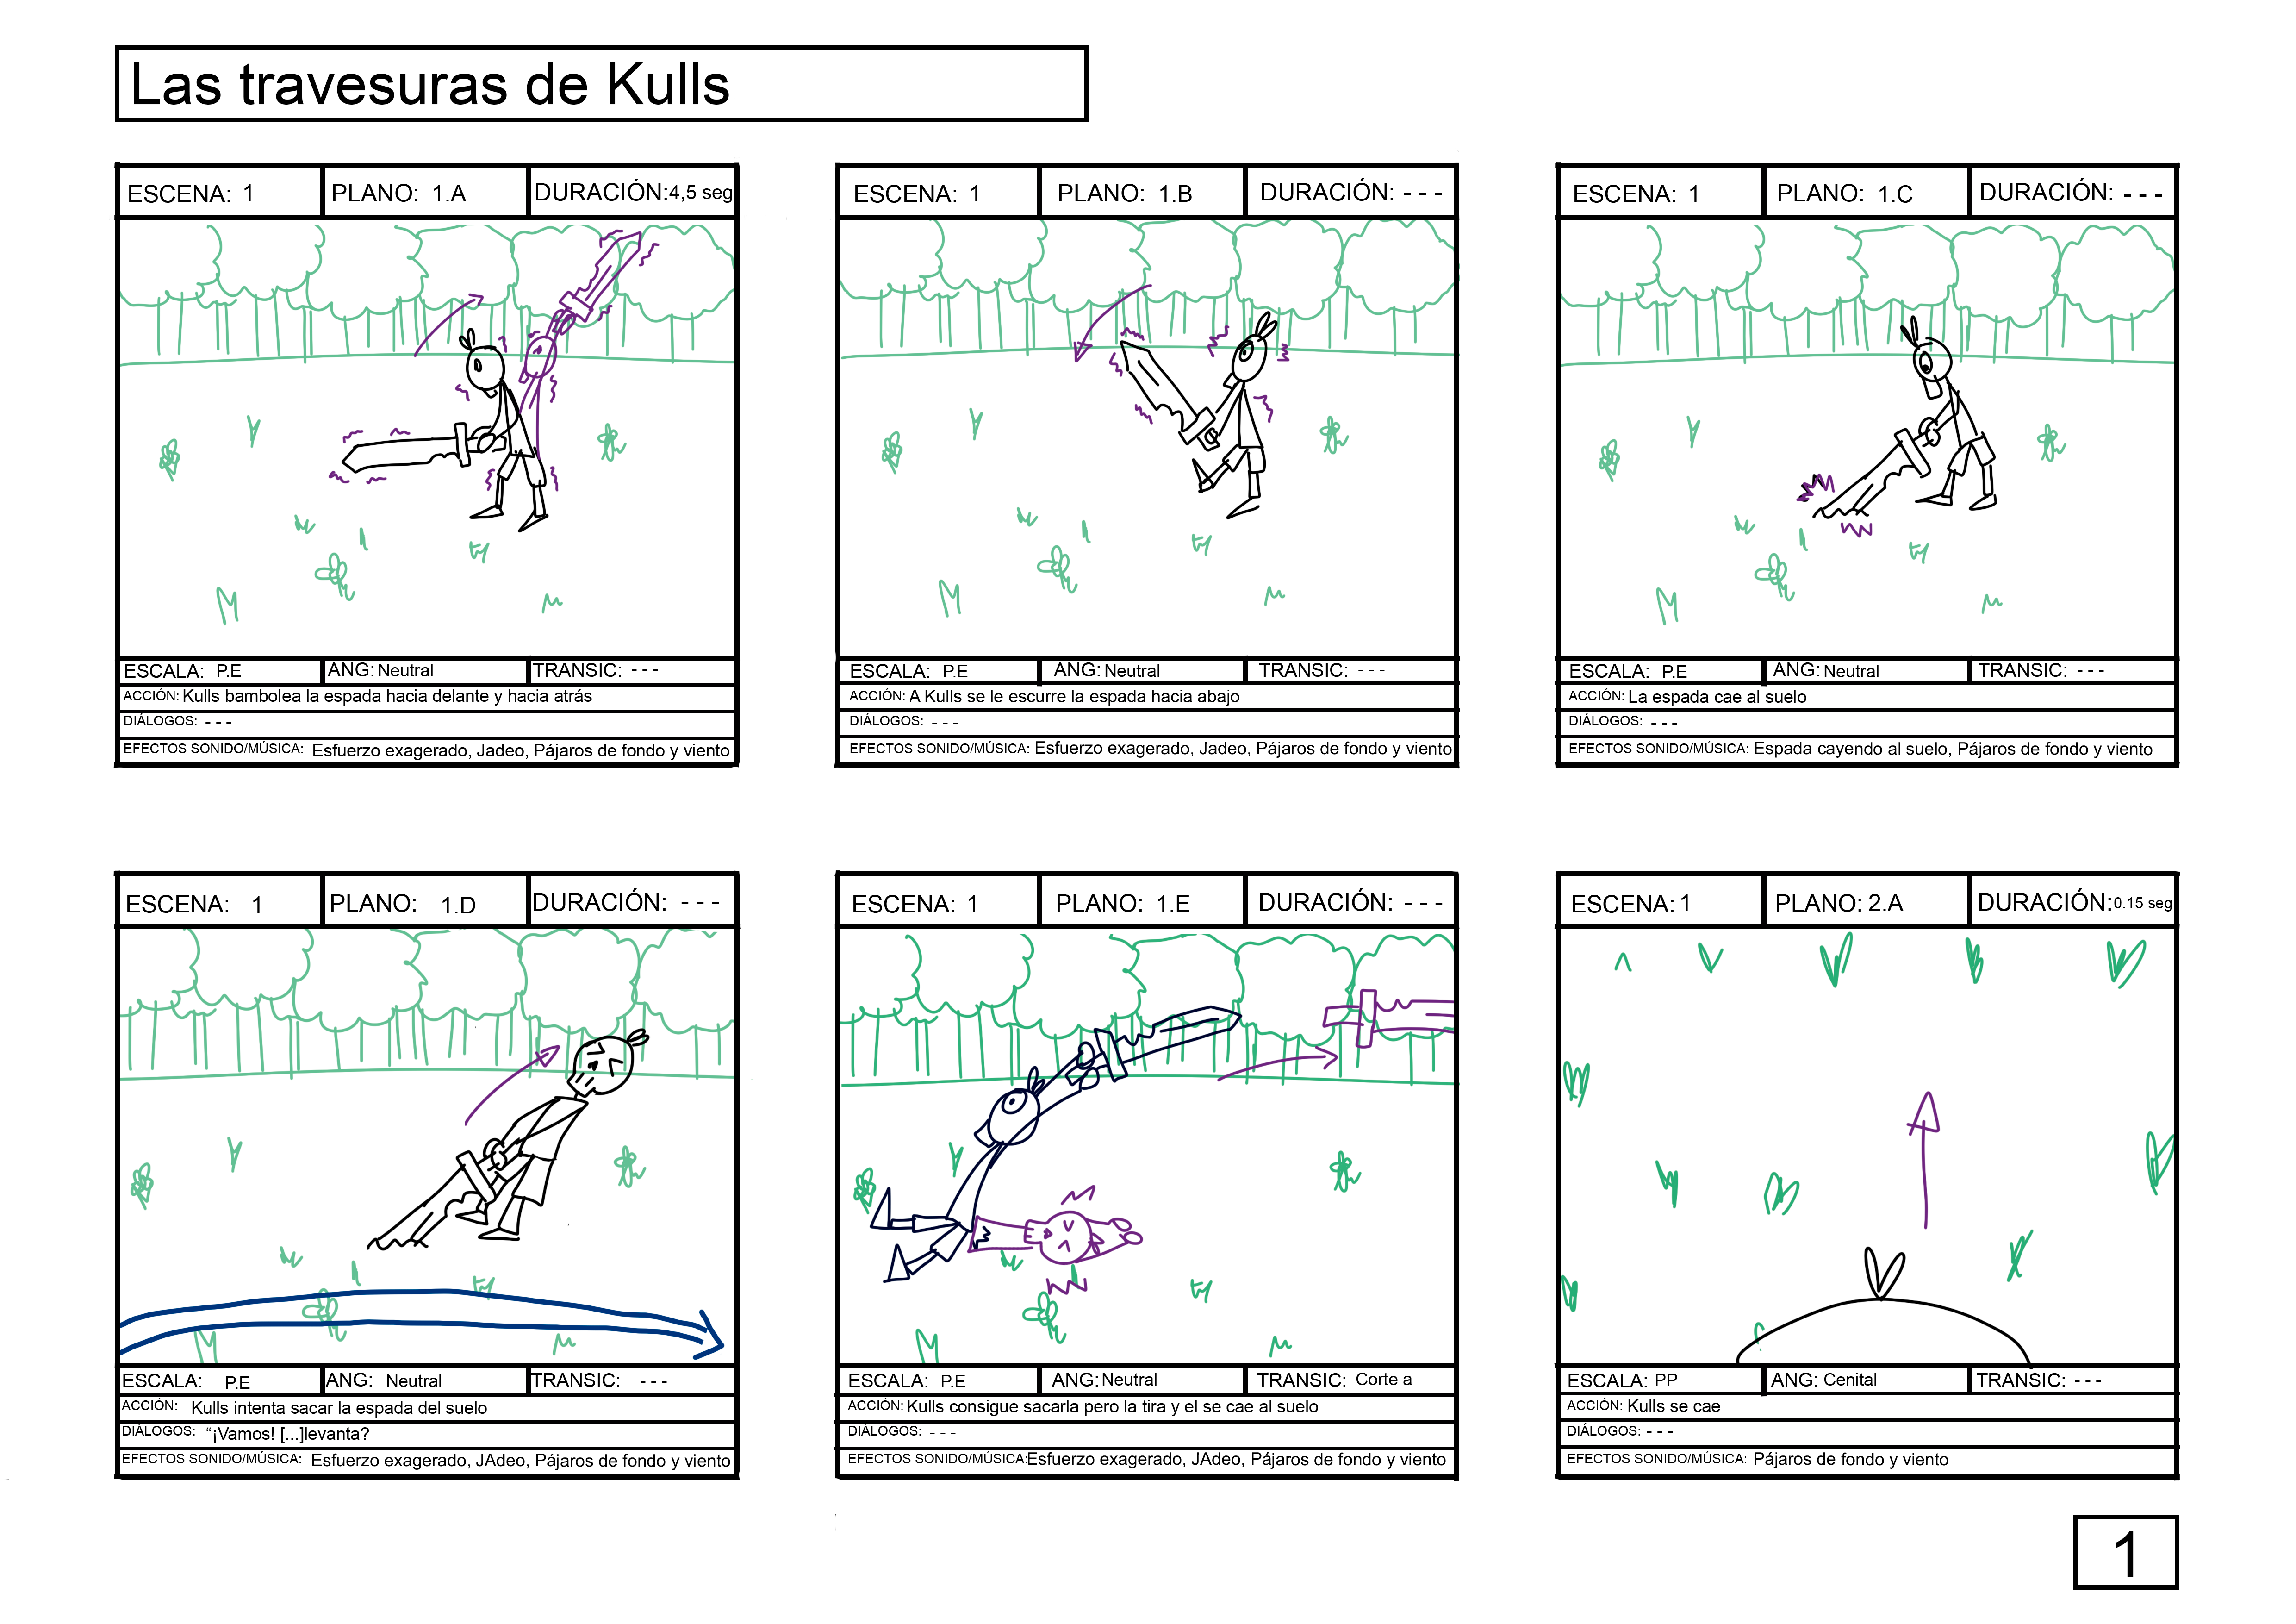 Las travesuras de Kulls
ESCENA: 1 PLANO: 1.A DURACIÓN:4,5 seg
ESCALA: P.E ANG: Neutral TRANSIC: - - -
ACCIÓN: Kulls bambolea la espada hacia delante y hacia atrás
DIÁLOGOS: - - -
EFECTOS SONIDO/MÚSICA: Esfuerzo exagerado, Jadeo, Pájaros de fondo y viento
ESCENA: 1 PLANO: 1.B DURACIÓN: - - -
ESCALA: P.E ANG: Neutral TRANSIC: - - -
ACCIÓN: A Kulls se le escurre la espada hacia abajo
DIÁLOGOS: - - -
EFECTOS SONIDO/MÚSICA: Esfuerzo exagerado, Jadeo, Pájaros de fondo y viento
ESCENA: 1 PLANO: 1.C DURACIÓN: - - -
ESCALA: P.E ANG: Neutral TRANSIC: - - -
ACCIÓN: La espada cae al suelo
DIÁLOGOS: - - -
EFECTOS SONIDO/MÚSICA: Espada cayendo al suelo, Pájaros de fondo y viento
ESCENA: 1 PLANO: 1.D DURACIÓN: - - -
ESCALA: P.E ANG: Neutral TRANSIC: - - -
ACCIÓN: Kulls intenta sacar la espada del suelo
DIÁLOGOS: “¡Vamos! [...]levanta?
EFECTOS SONIDO/MÚSICA: Esfuerzo exagerado, JAdeo, Pájaros de fondo y viento
ESCENA: 1 PLANO: 1.E DURACIÓN: - - -
ESCALA: P.E ANG: Neutral TRANSIC: Corte a
ACCIÓN: Kulls consigue sacarla pero la tira y el se cae al suelo
DIÁLOGOS: - - -
EFECTOS SONIDO/MÚSICA:Esfuerzo exagerado, JAdeo, Pájaros de fondo y viento
ESCENA: 1 PLANO: 2.A DURACIÓN:0.15 seg
ESCALA: PP ANG: Cenital TRANSIC: - - -
ACCIÓN: Kulls se cae
DIÁLOGOS: - - -
EFECTOS SONIDO/MÚSICA: Pájaros de fondo y viento
1